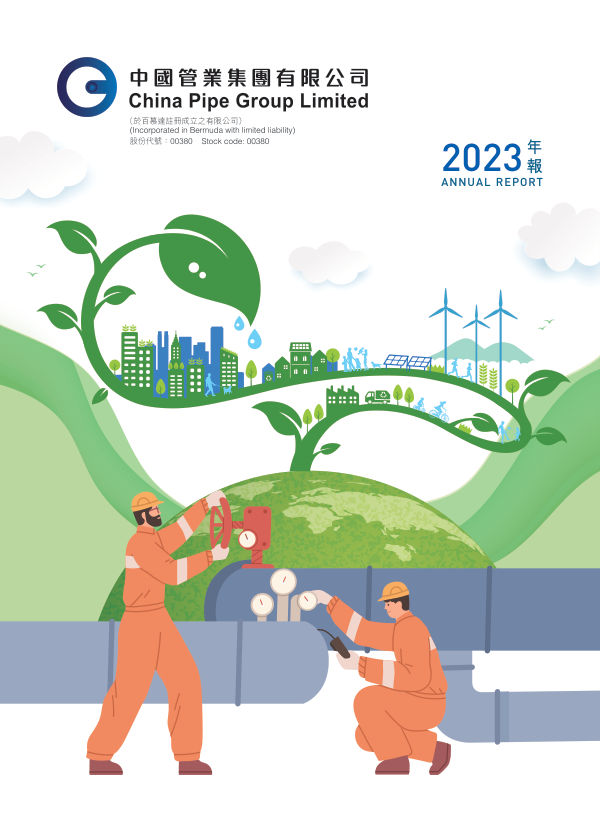 中國管業集團有限公司
China Pipe Group Limited
（於百慕達註冊成立之有限公司）
(Incorporated in Bermuda with limited liability)
股份代號：00380 Stock code: 00380
2023年報
ANNUAL REPORT